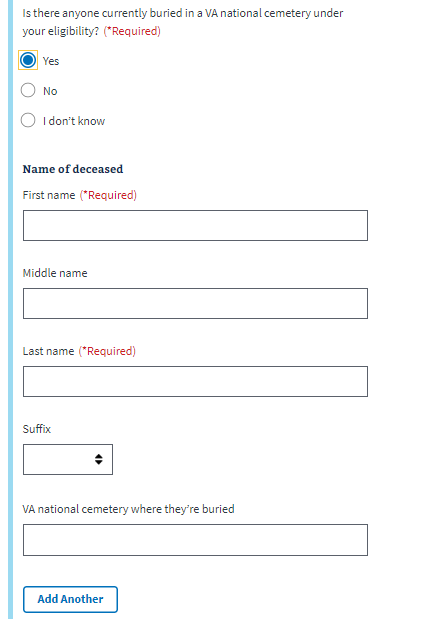 Is there anyone currently buried in a VA national cemetery under
your eligibility? (*Required)
Yes
No
I don't know
Name of deceased
First name (*Required)
Middle name
Last name (*Required)
Suffix
VA national cemetery where they're buried
Add Another